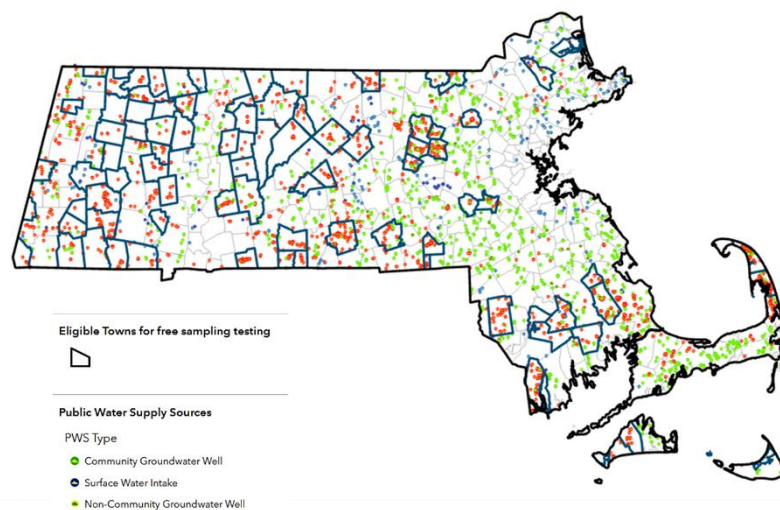 Eligible Towns for free sampling testing
Public Water Supply Sources
PWS Type
Community Groundwater Well
Surface Water Intake
Non-Community Groundwater Well